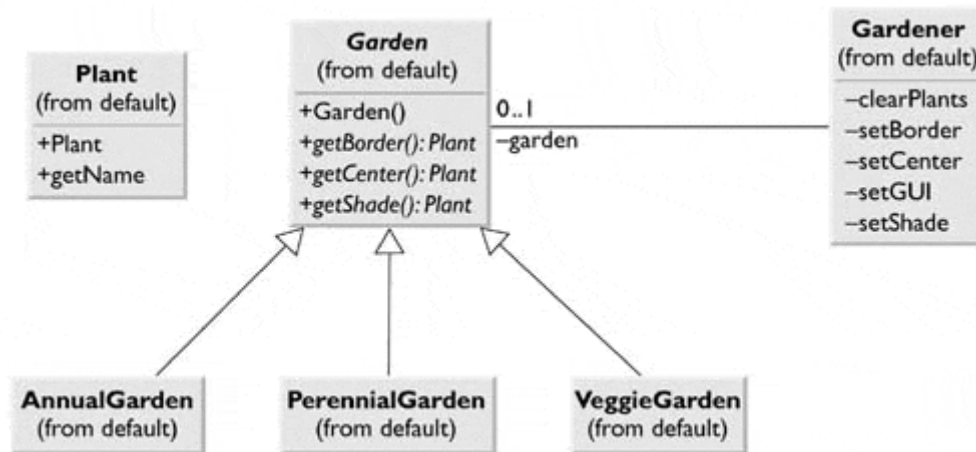 Plant
(from default)
+Plant
+getName
Garden
(from default)
+Garden()
+getBorder(): Plant
+getCenter(): Plant
+getShade(): Plant
0..1
–garden
Gardener
(from default)
–clearPlants
–setBorder
–setCenter
–setGUI
–setShade
AnnualGarden
(from default)
PerennialGarden
(from default)
VeggieGarden
(from default)